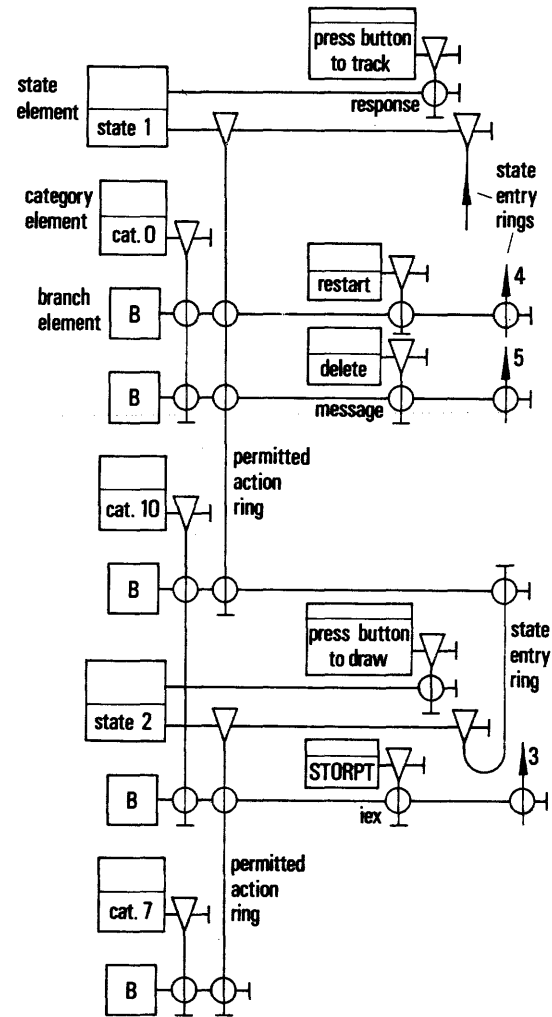 press button
to track
state
element
response
state 1
state
entry
rings
category
element
cat. 0
4
restart
branch
element
B
5
delete
B
message
permitted
action
ring
cat. 10
B
press button
to draw
state
entry
ring
state 2
3
STORPT
B
iex
permitted
action
ring
cat. 7
B